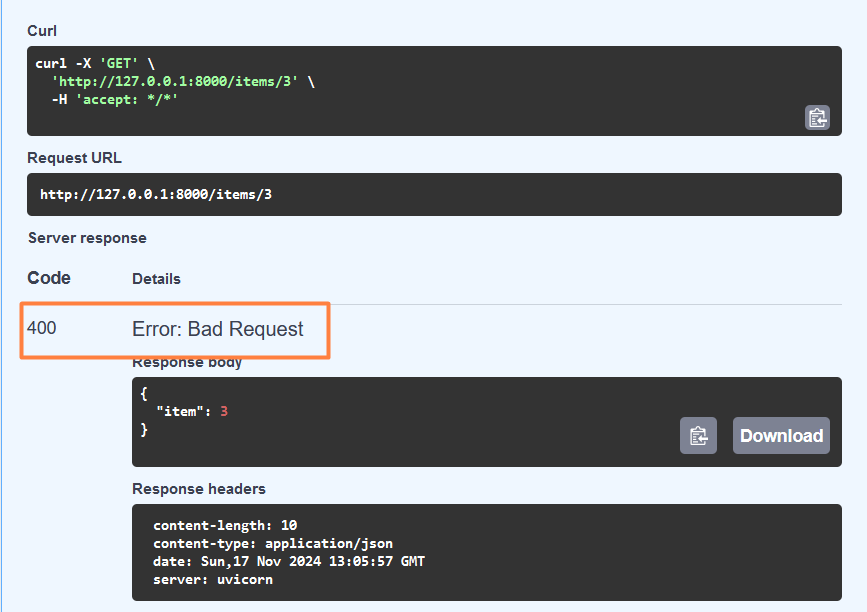 Curl
curl -X 'GET' \
'http://127.0.0.1:8000/items/3' \
-H 'accept: */*'
Request URL
http://127.0.0.1:8000/items/3
Server response
Code Details
400 Error: Bad Request
Response body
{
"item": 3
}
Download
Response headers
content-length: 10
content-type: application/json
date: Sun,17 Nov 2024 13:05:57 GMT
server: uvicorn